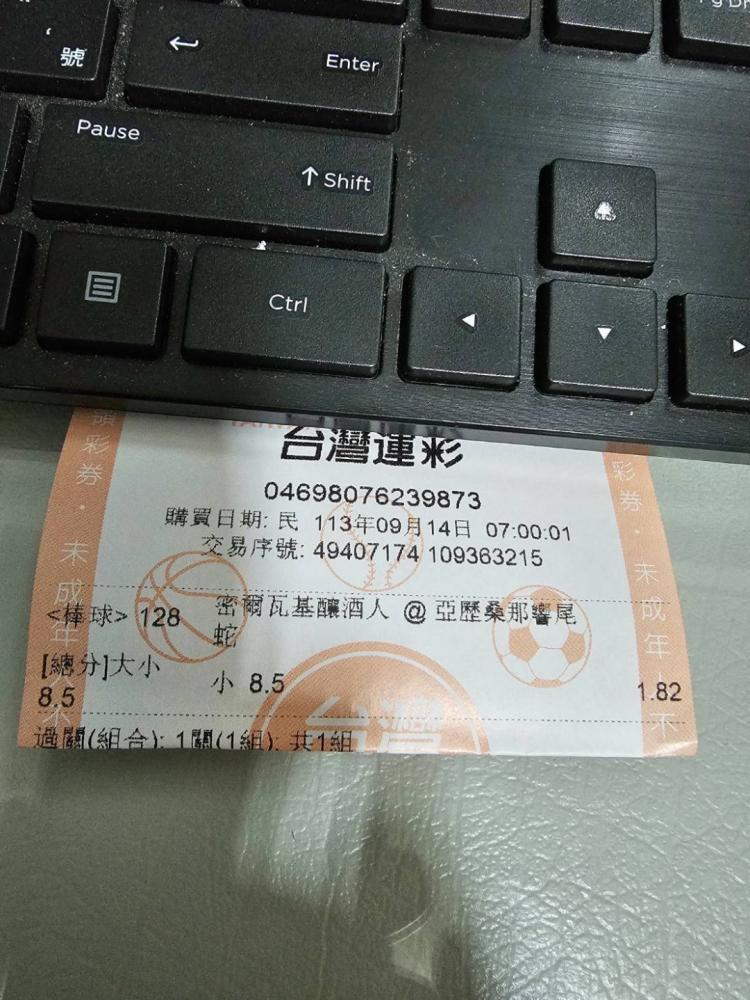 號
Enter
Pause
Shift
Ctrl
台灣運彩
04698076239873
購買日期: 民 113年09月14日 07:00:01
交易序號: 49407174 109363215
<棒球> 128 密爾瓦基釀酒人 @ 亞歷桑那響尾
蛇
[總分]大小
8.5 小 8.5 1.82
過關(組合): 1關(1組): 共1組
彩券・未成年
彩券・未成年 不
台灣